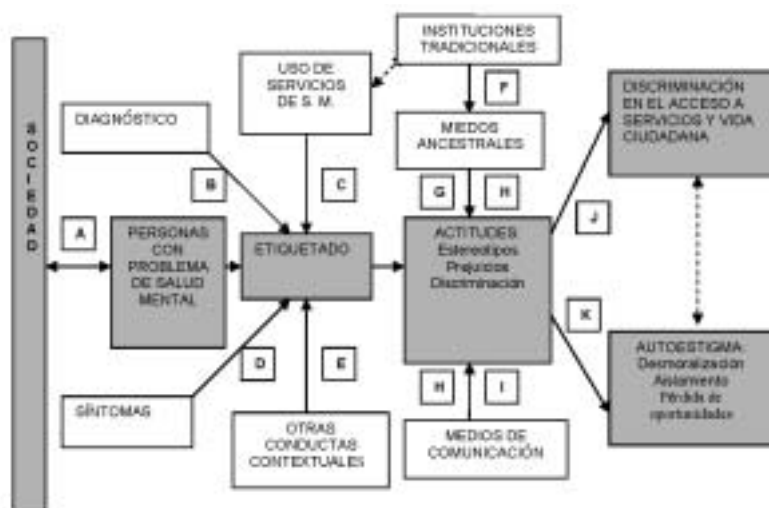 SOCIEDAD
INSTITUCIONES
TRADICIONALES
USO DE
SERVICIOS
DE S. M.
F
DISCRIMINACIÓN
EN EL ACCESO A
SERVICIOS Y VIDA
CIUDADANA
DIAGNÓSTICO
MIEDOS
ANCESTRALES
B
C
G
H
A
PERSONAS
CON
PROBLEMA
DE SALUD
MENTAL
ETIQUETADO
ACTITUDES:
Estereotipos
Prejuicios
Discriminación
J
K
D
E
H
I
AUTOESTIGMA:
Desmoralización
Aislamiento
Pérdida de
oportunidades
SÍNTOMAS
OTRAS
CONDUCTAS
CONTEXTUALES
MEDIOS DE
COMUNICACIÓN